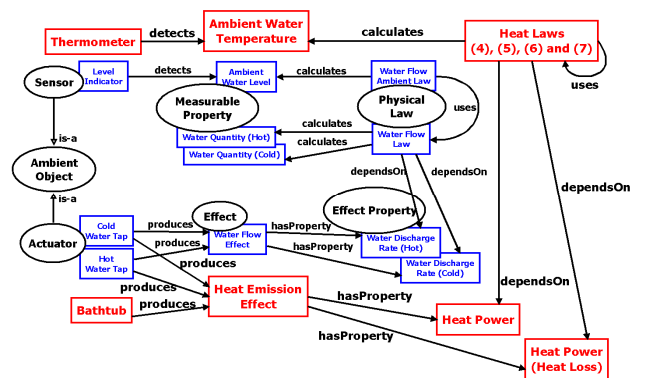 Thermometer
detects
Ambient Water
Temperature
calculates
Heat Laws
(4), (5), (6) and (7)
uses
Sensor
Level
Indicator
detects
Ambient
Water Level
calculates
Water Flow
Ambient Law
uses
Measurable
Property
Physical
Law
calculates
Water Quantity (Hot)
Water Flow
Law
calculates
Water Quantity (Cold)
is-a
Ambient
Object
is-a
dependsOn
dependsOn
dependsOn
Actuator
Cold
Water Tap
produces
Effect
Water Flow
Effect
hasProperty
Effect Property
Water Discharge
Rate (Hot)
Hot
Water Tap
produces
hasProperty
Water Discharge
Rate (Cold)
produces
produces
Heat Emission
Effect
dependsOn
Bathtub
produces
hasProperty
Heat Power
hasProperty
Heat Power
(Heat Loss)